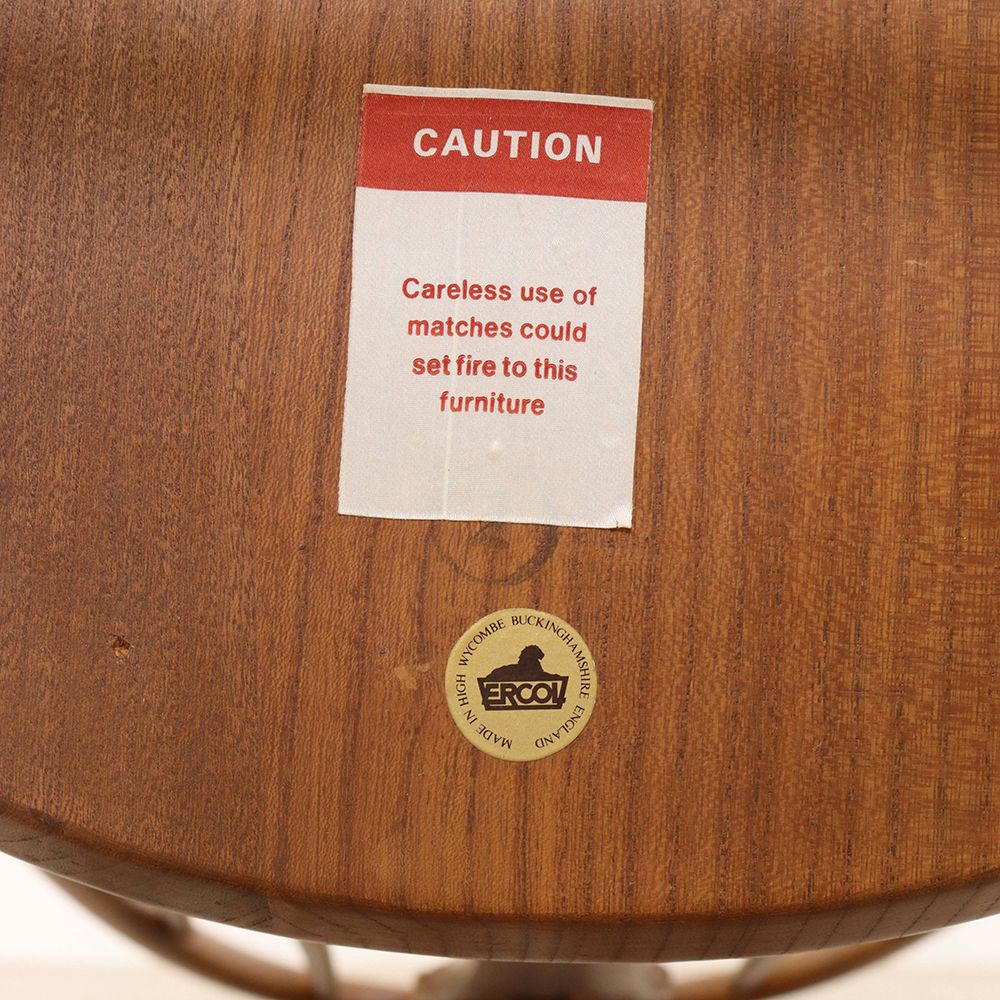 CAUTION
Careless use of
matches could
set fire to this
furniture
MADE IN HIGH WYCOMBE BUCKINGHAMSHIRE ENGLAND
ERCOL